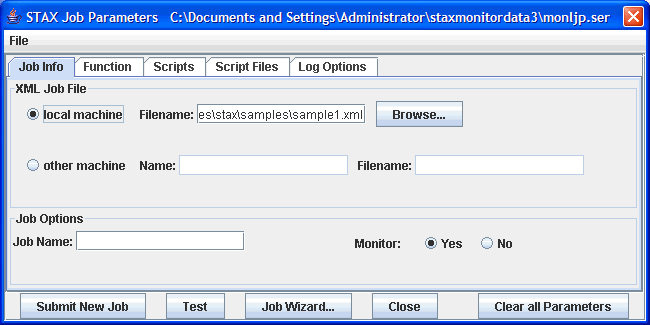 STAX Job Parameters C:\Documents and Settings\Administrator\staxmonitordata3\monljp.ser
File
Job Info Function Scripts Script Files Log Options
XML Job File
local machine Filename: es\stax\samples\sample1.xml Browse...
other machine Name: Filename:
Job Options
Job Name: Monitor: Yes No
Submit New Job Test Job Wizard... Close Clear all Parameters